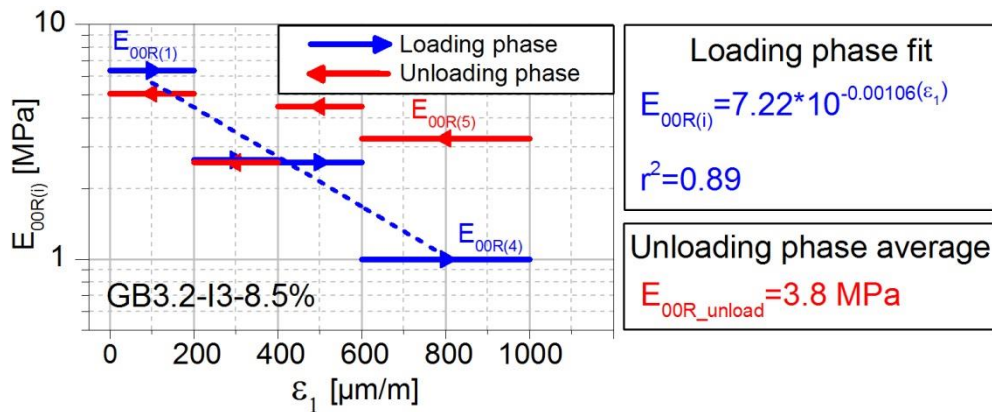 10
1
E₀₀R(i) [MPa]
E₀₀R(1)
E₀₀R(5)
E₀₀R(4)
Loading phase
Unloading phase
GB3.2-I3-8.5%
0 200 400 600 800 1000
ε₁ [µm/m]
Loading phase fit
E₀₀R(i)=7.22*10^-0.00106(ε₁)
r²=0.89
Unloading phase average
E₀₀R_unload=3.8 MPa